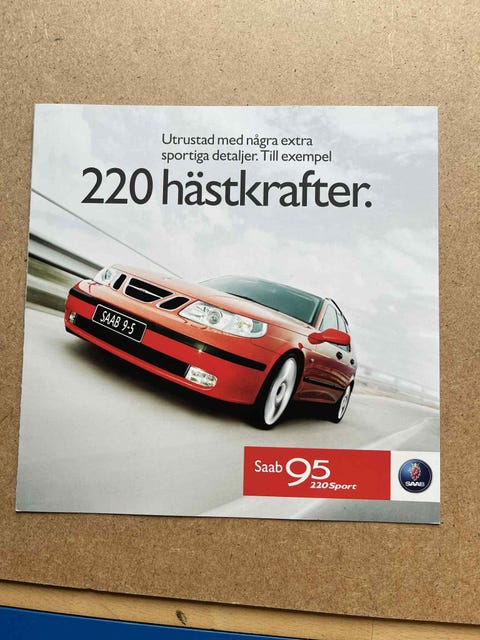 Utrustad med några extra
sportiga detaljer. Till exempel
220 hästkrafter.
SAAB 9-5
Saab 95
220 Sport
SAAB